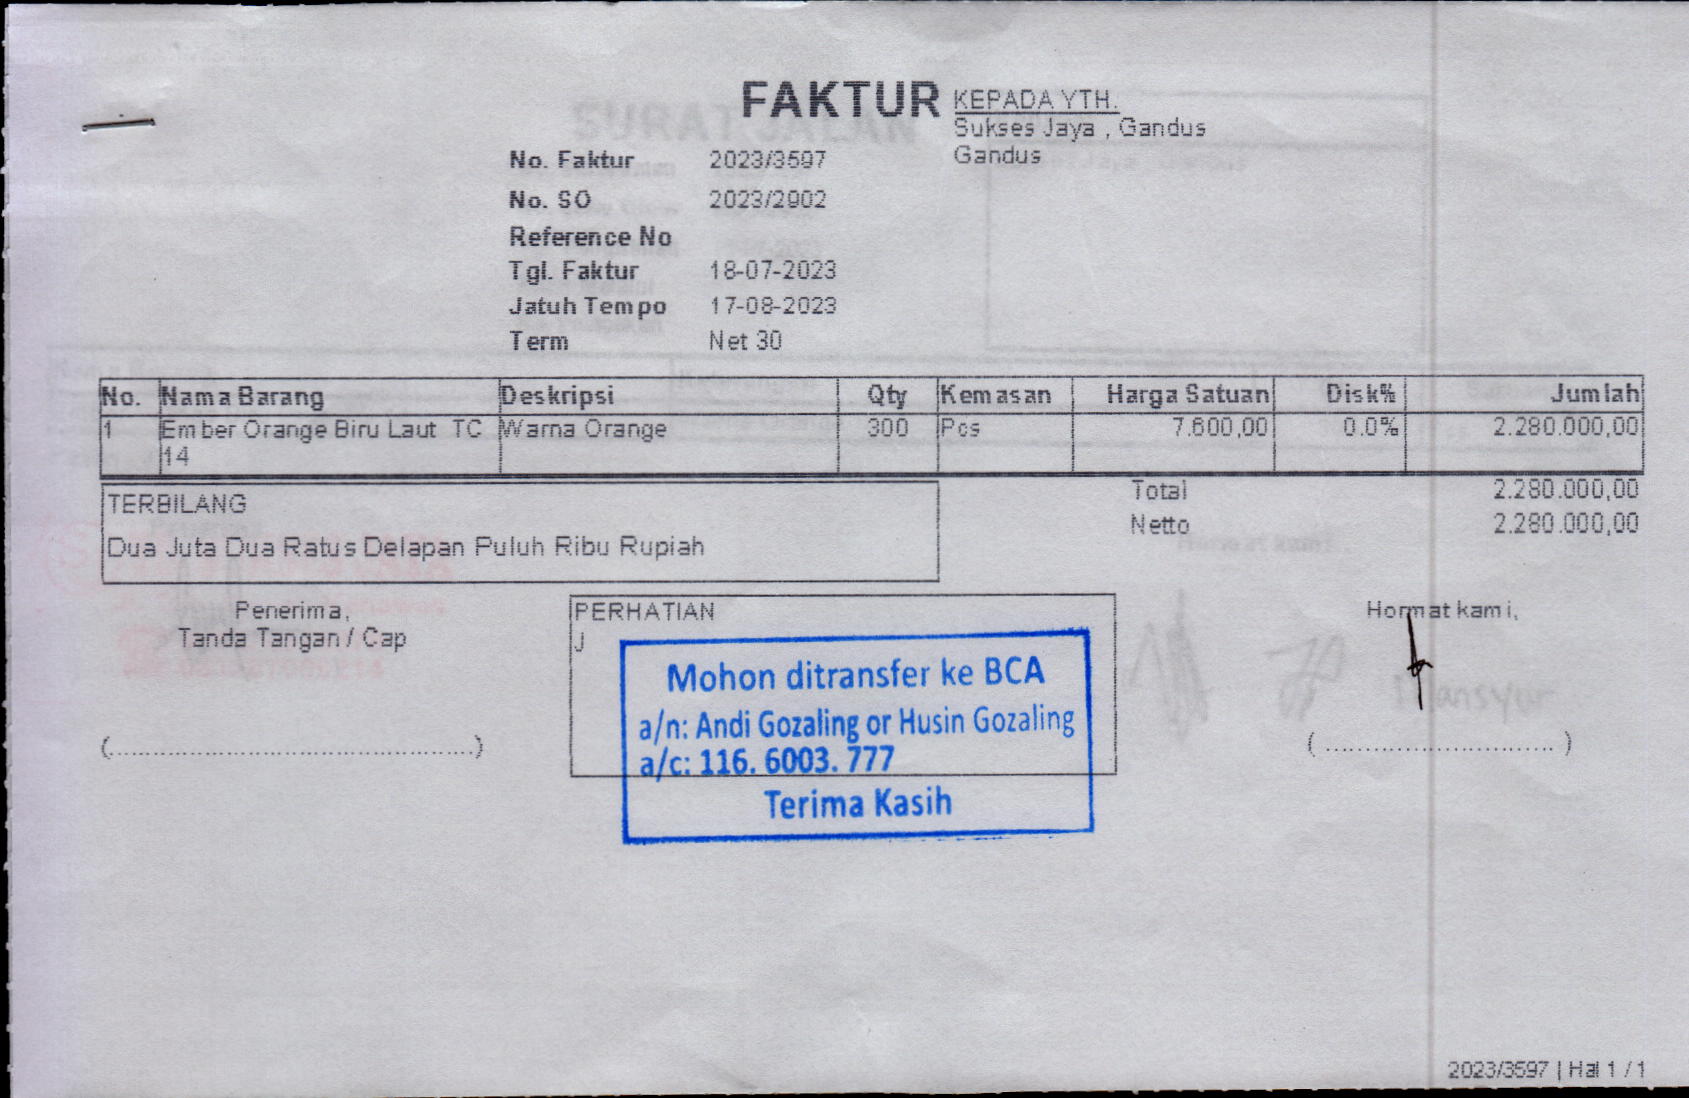 FAKTUR
KEPADA YTH.
Sukses Jaya , Gandus
Gandus
No. Faktur 2023/3597
No. SO 2023/2902
Reference No
Tgl. Faktur 18-07-2023
Jatuh Tempo 17-08-2023
Term Net 30
No. Nama Barang Deskripsi Qty Kemasan Harga Satuan Disk% Jumlah
1 Ember Orange Biru Laut TC Warna Orange 300 Pcs 7.600,00 0.0% 2.280.000,00
14
Total 2.280.000,00
Netto 2.280.000,00
TERBILANG
Dua Juta Dua Ratus Delapan Puluh Ribu Rupiah
Penerima,
Tanda Tangan / Cap
(........................................)
PERHATIAN
J
Mohon ditransfer ke BCA
a/n: Andi Gozaling or Husin Gozaling
a/c: 116. 6003. 777
Terima Kasih
Hormat kami,
Mansyur
( ............................ )
SURAT JALAN
2023/3597 | Hal 1 / 1